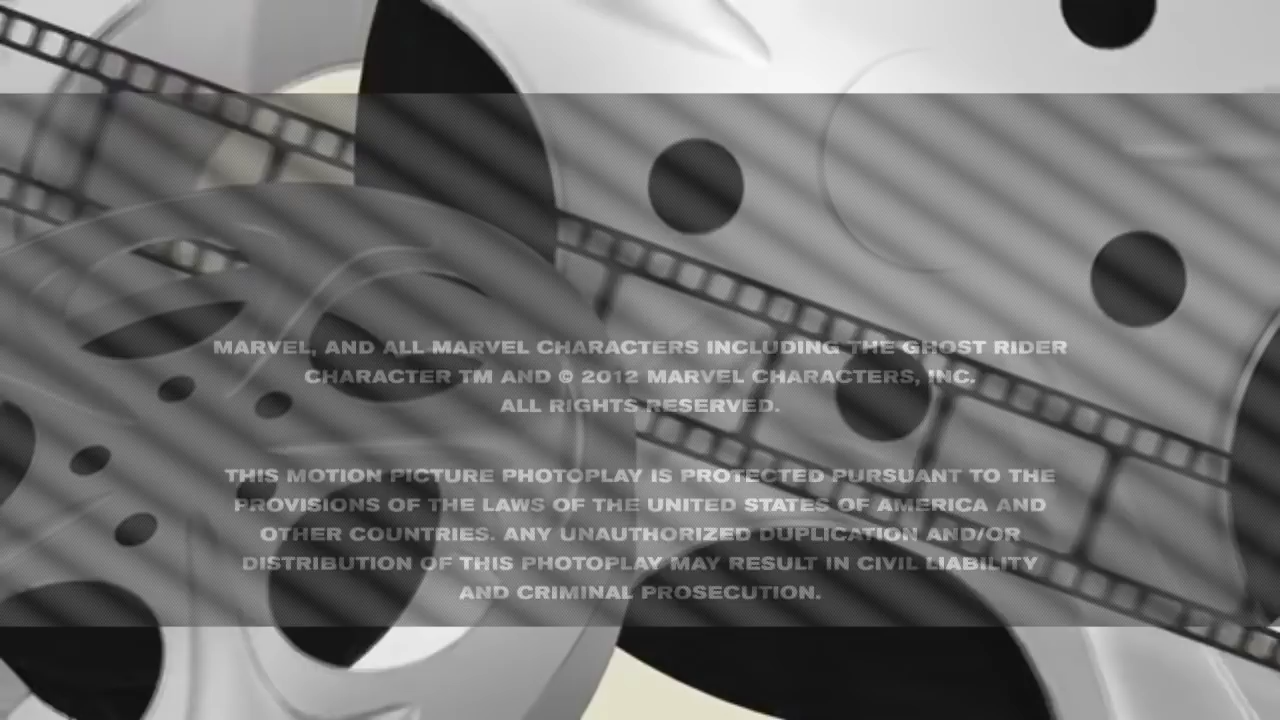 MARVEL, AND ALL MARVEL CHARACTERS INCLUDING THE GHOST RIDER
CHARACTER TM AND © 2012 MARVEL CHARACTERS, INC.
ALL RIGHTS RESERVED.
THIS MOTION PICTURE PHOTOPLAY IS PROTECTED PURSUANT TO THE
PROVISIONS OF THE LAWS OF THE UNITED STATES OF AMERICA AND
OTHER COUNTRIES. ANY UNAUTHORIZED DUPLICATION AND/OR
DISTRIBUTION OF THIS PHOTOPLAY MAY RESULT IN CIVIL LIABILITY
AND CRIMINAL PROSECUTION.